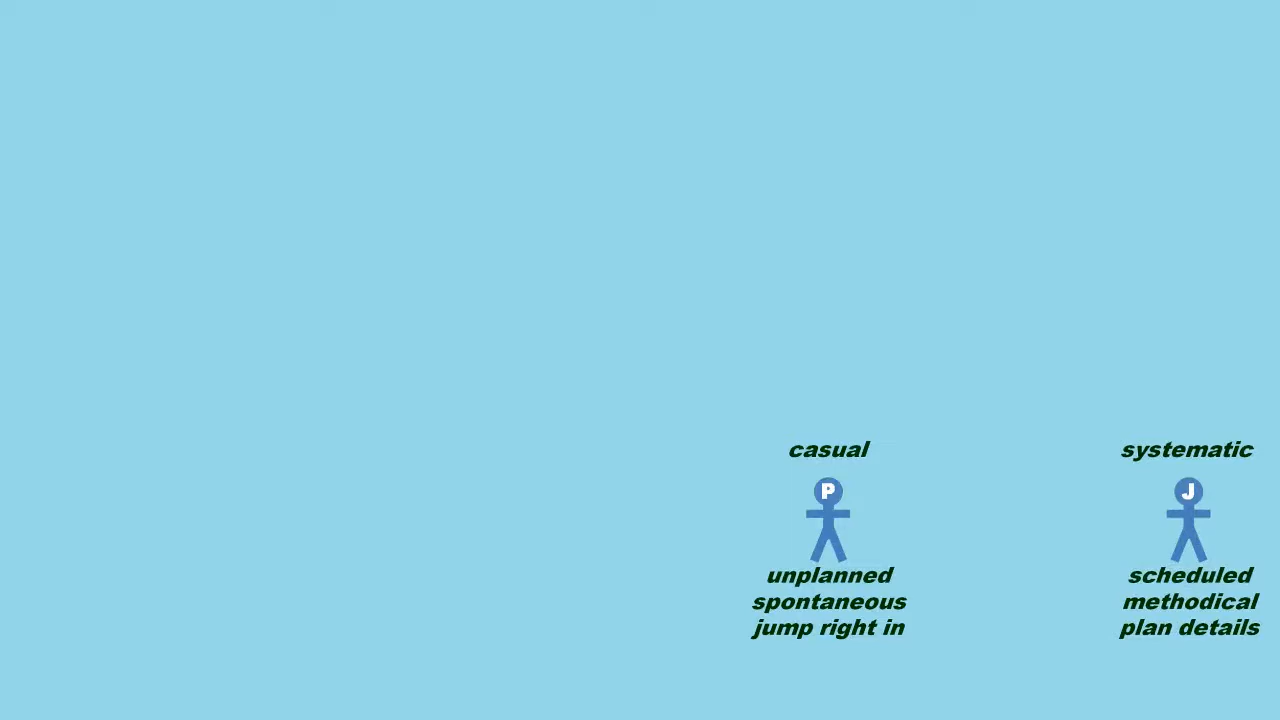 casual
P
unplanned
spontaneous
jump right in
systematic
J
scheduled
methodical
plan details